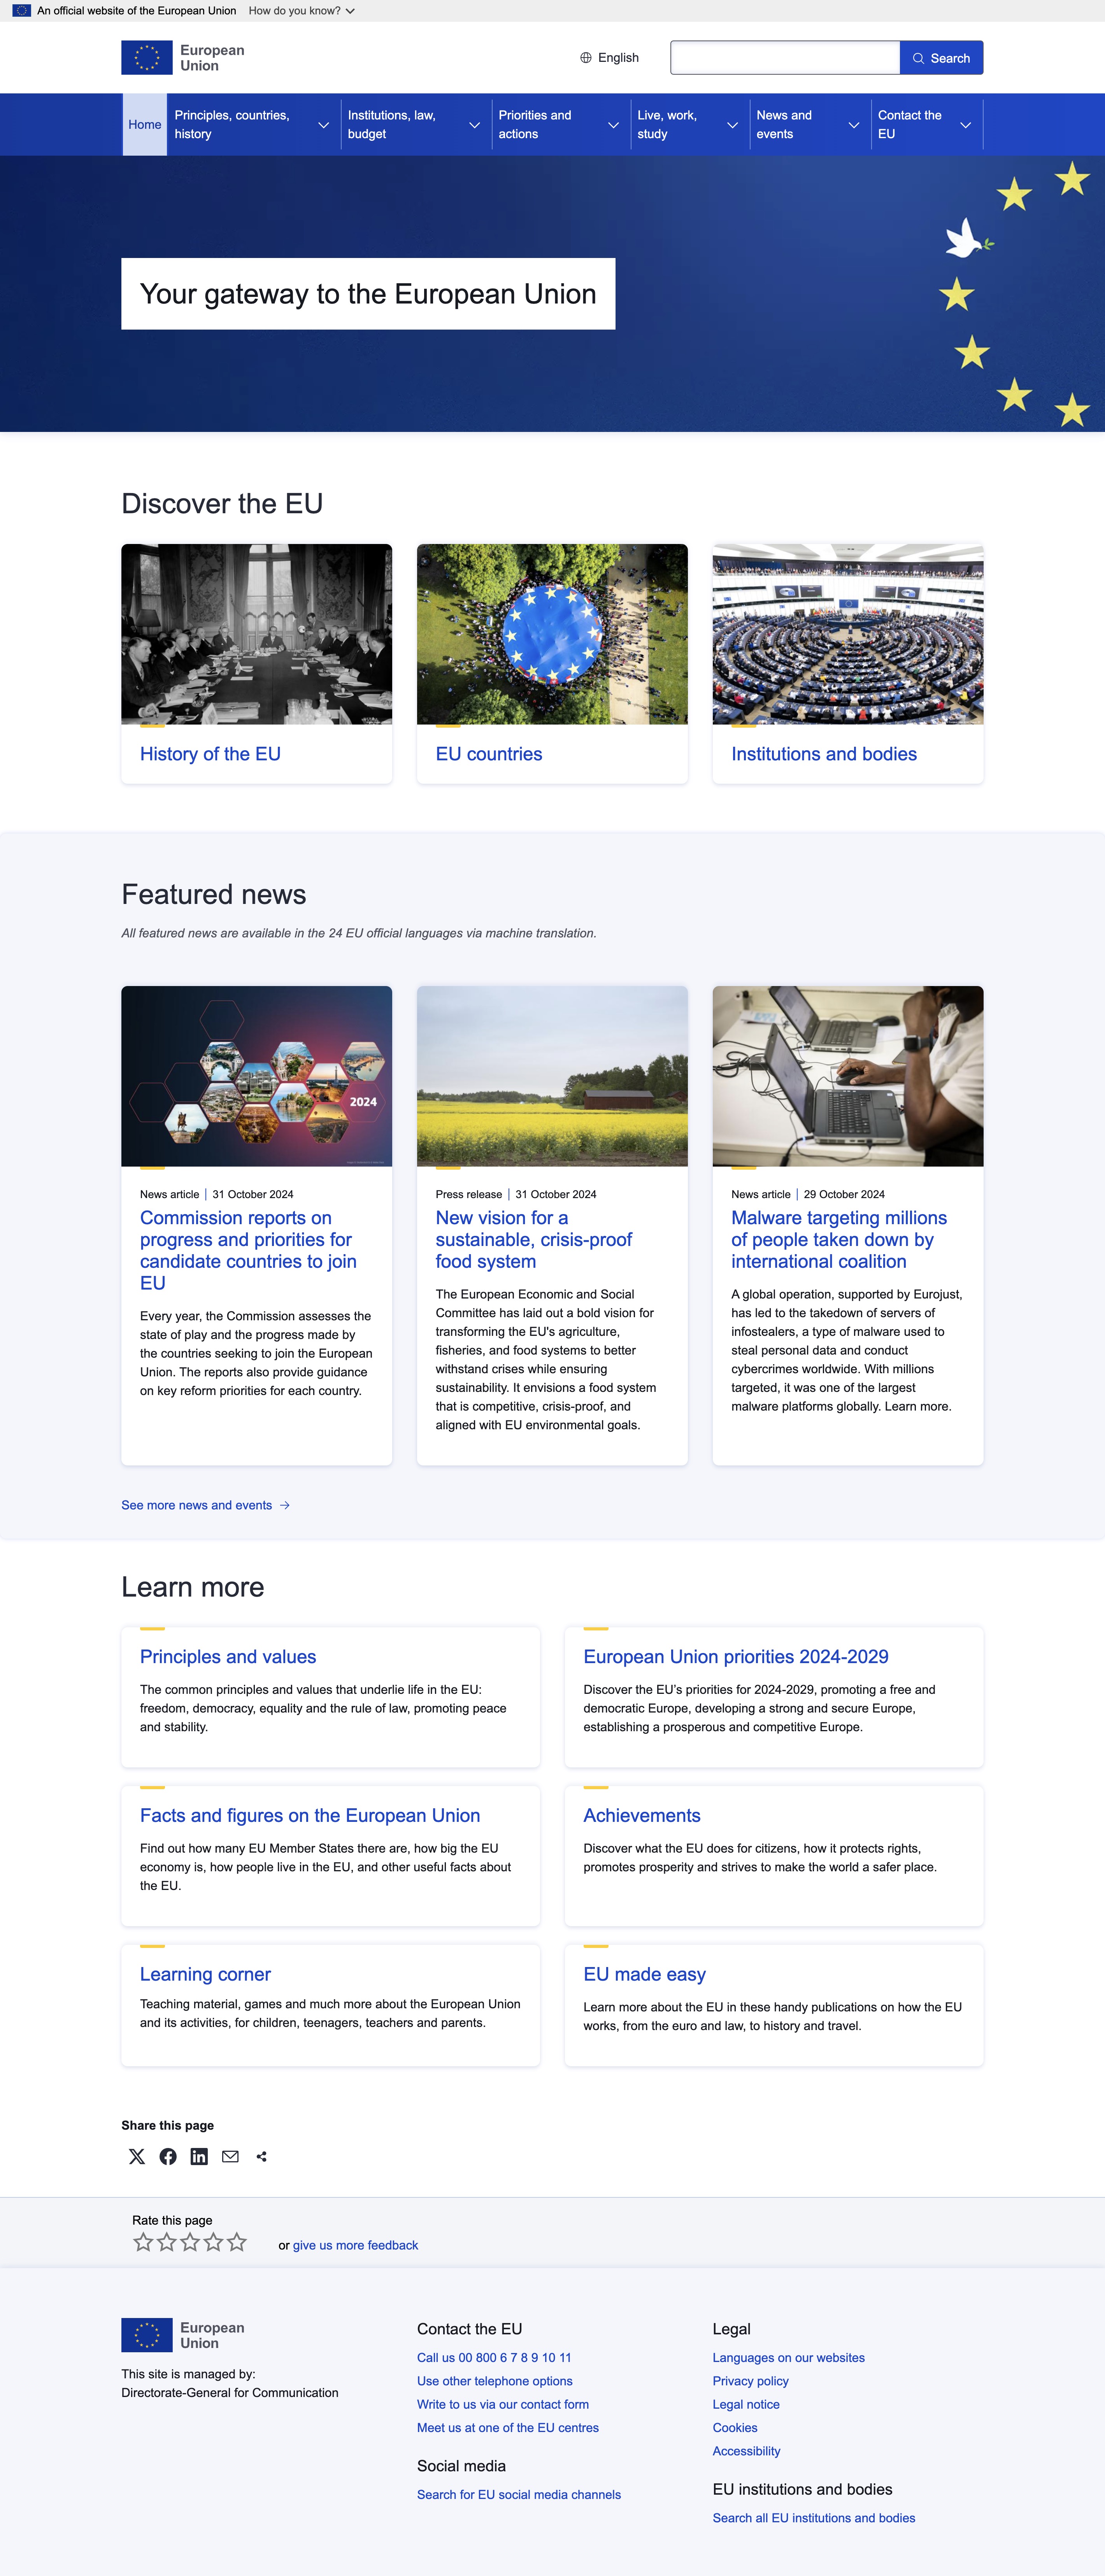 An official website of the European Union How do you know?
European
Union
English
Search
Home
Principles, countries,
history
Institutions, law,
budget
Priorities and
actions
Live, work,
study
News and
events
Contact the
EU
Your gateway to the European Union
Discover the EU
History of the EU
EU countries
Institutions and bodies
Featured news
All featured news are available in the 24 EU official languages via machine translation.
2024
News article | 31 October 2024
Commission reports on
progress and priorities for
candidate countries to join
EU
Every year, the Commission assesses the
state of play and the progress made by
the countries seeking to join the European
Union. The reports also provide guidance
on key reform priorities for each country.
Press release | 31 October 2024
New vision for a
sustainable, crisis-proof
food system
The European Economic and Social
Committee has laid out a bold vision for
transforming the EU's agriculture,
fisheries, and food systems to better
withstand crises while ensuring
sustainability. It envisions a food system
that is competitive, crisis-proof, and
aligned with EU environmental goals.
News article | 29 October 2024
Malware targeting millions
of people taken down by
international coalition
A global operation, supported by Eurojust,
has led to the takedown of servers of
infostealers, a type of malware used to
steal personal data and conduct
cybercrimes worldwide. With millions
targeted, it was one of the largest
malware platforms globally. Learn more.
See more news and events
Learn more
Principles and values
The common principles and values that underlie life in the EU:
freedom, democracy, equality and the rule of law, promoting peace
and stability.
European Union priorities 2024-2029
Discover the EU’s priorities for 2024-2029, promoting a free and
democratic Europe, developing a strong and secure Europe,
establishing a prosperous and competitive Europe.
Facts and figures on the European Union
Find out how many EU Member States there are, how big the EU
economy is, how people live in the EU, and other useful facts about
the EU.
Achievements
Discover what the EU does for citizens, how it protects rights,
promotes prosperity and strives to make the world a safer place.
Learning corner
Teaching material, games and much more about the European Union
and its activities, for children, teenagers, teachers and parents.
EU made easy
Learn more about the EU in these handy publications on how the EU
works, from the euro and law, to history and travel.
Share this page
Rate this page
or give us more feedback
European
Union
This site is managed by:
Directorate-General for Communication
Contact the EU
Call us 00 800 6 7 8 9 10 11
Use other telephone options
Write to us via our contact form
Meet us at one of the EU centres
Social media
Search for EU social media channels
Legal
Languages on our websites
Privacy policy
Legal notice
Cookies
Accessibility
EU institutions and bodies
Search all EU institutions and bodies